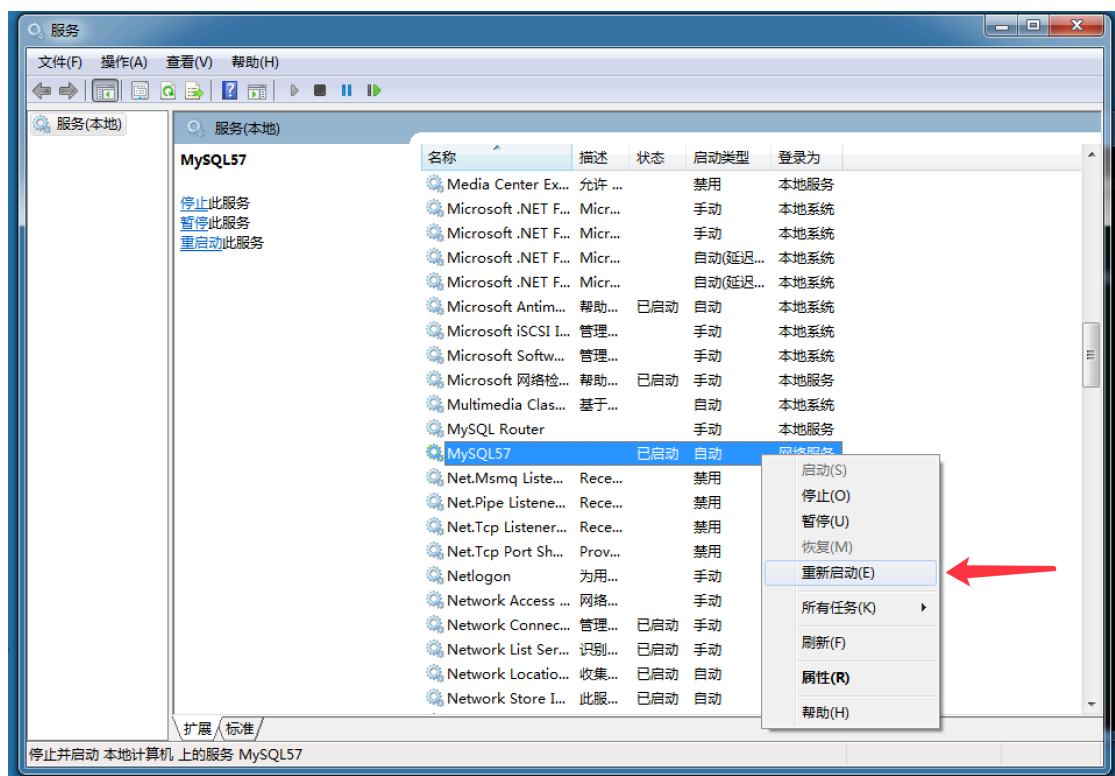 服务
文件(F) 操作(A) 查看(V) 帮助(H)
服务(本地)
服务(本地)
MySQL57
停止此服务
暂停此服务
重启动此服务
名称 描述 状态 启动类型 登录为
Media Center Ex... 允许 ... 禁用 本地服务
Microsoft .NET F... Micr... 手动 本地系统
Microsoft .NET F... Micr... 手动 本地系统
Microsoft .NET F... Micr... 自动(延迟... 本地系统
Microsoft .NET F... Micr... 自动(延迟... 本地系统
Microsoft Antim... 帮助... 已启动 自动 本地系统
Microsoft iSCSI I... 管理... 手动 本地系统
Microsoft Softw... 管理... 手动 本地系统
Microsoft 网络检... 帮助... 已启动 手动 本地服务
Multimedia Clas... 基于... 自动 本地系统
MySQL Router 手动 本地服务
MySQL57 已启动 自动 网络服务
Net.Msmq Liste... Rece... 禁用
Net.Pipe Listene... Rece... 禁用
Net.Tcp Listener... Rece... 禁用
Net.Tcp Port Sh... Prov... 禁用
Netlogon 为用... 手动
Network Access ... 网络... 手动
Network Connec... 管理... 已启动 手动
Network List Ser... 识别... 已启动 手动
Network Locatio... 收集... 已启动 自动
Network Store I... 此服... 已启动 自动
启动(S)
停止(O)
暂停(U)
恢复(M)
重新启动(E)
所有任务(K)
刷新(F)
属性(R)
帮助(H)
扩展 标准
停止并启动 本地计算机 上的服务 MySQL57